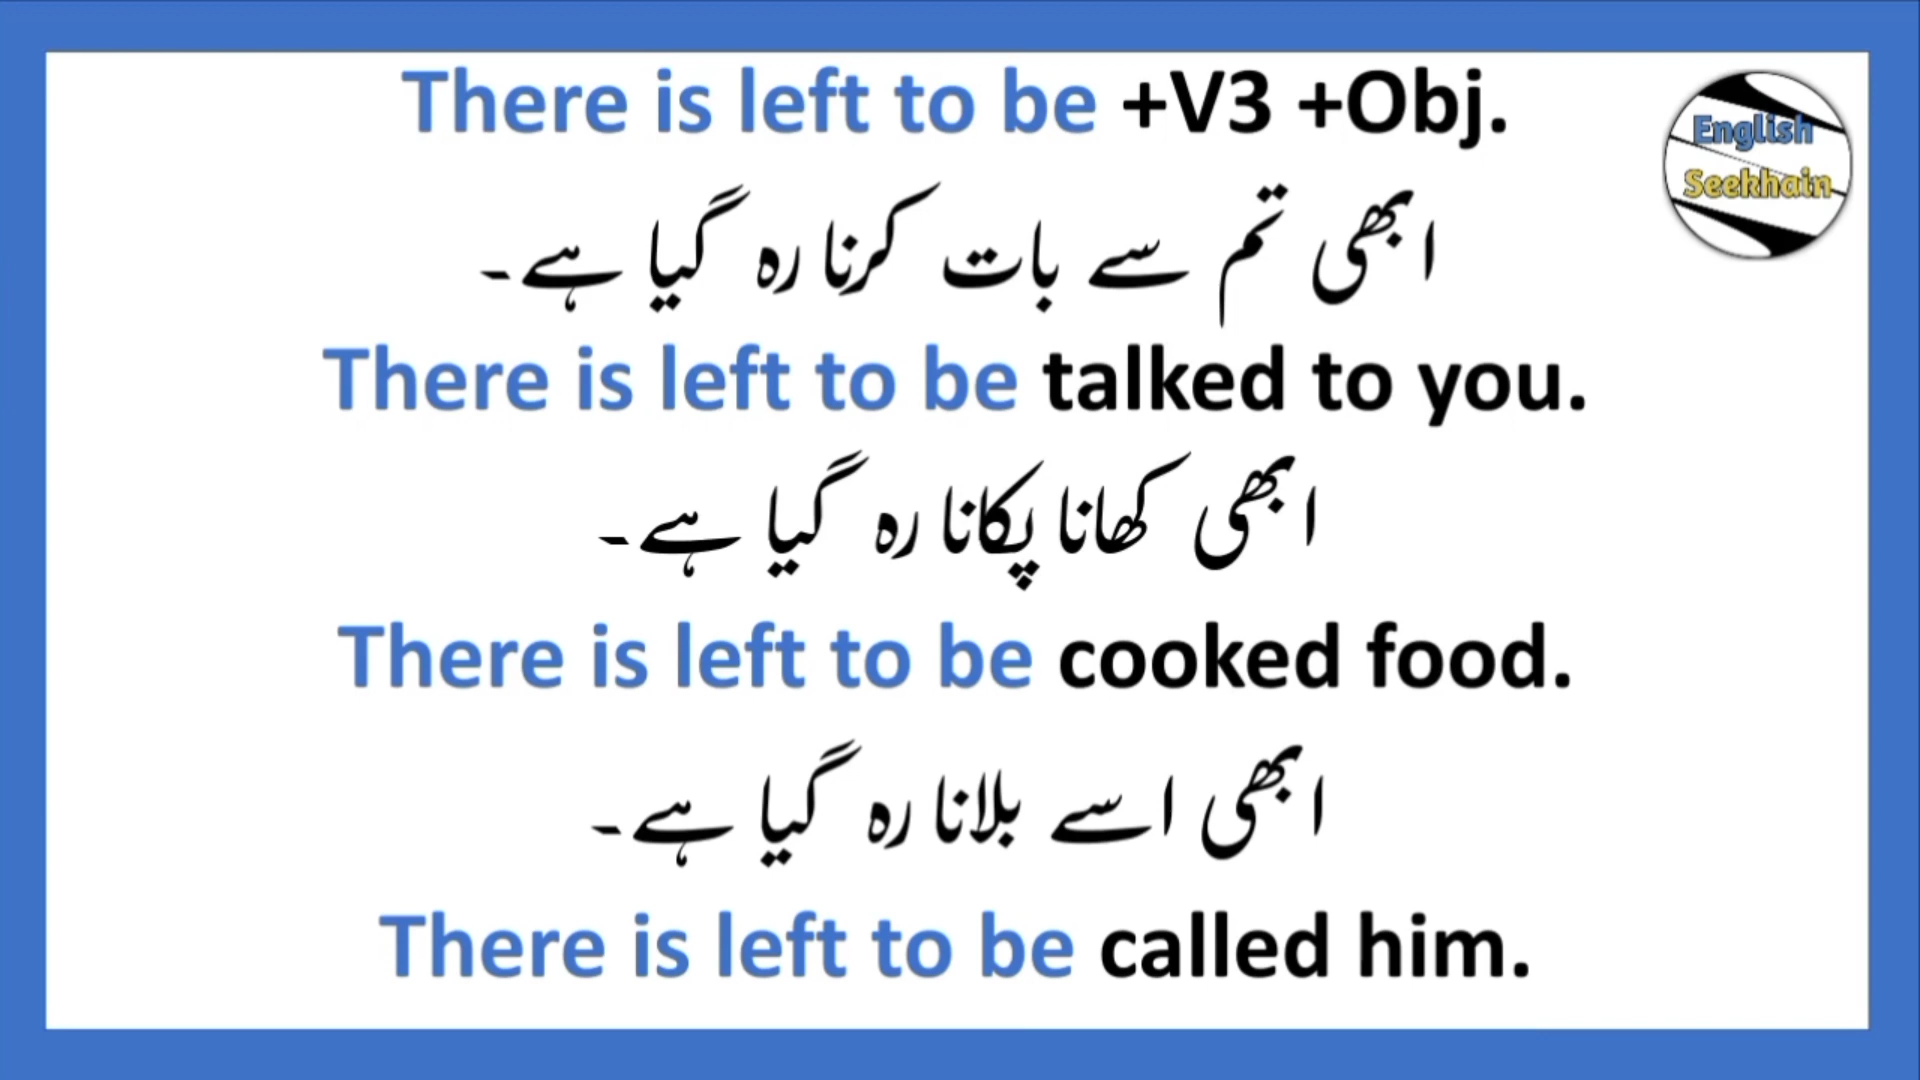 There is left to be +V3 +Obj.
English
Seekhain
ابھی تم سے بات کرنا رہ گیا ہے۔
There is left to be talked to you.
ابھی کھانا پکانا رہ گیا ہے۔
There is left to be cooked food.
ابھی اسے بلانا رہ گیا ہے۔
There is left to be called him.